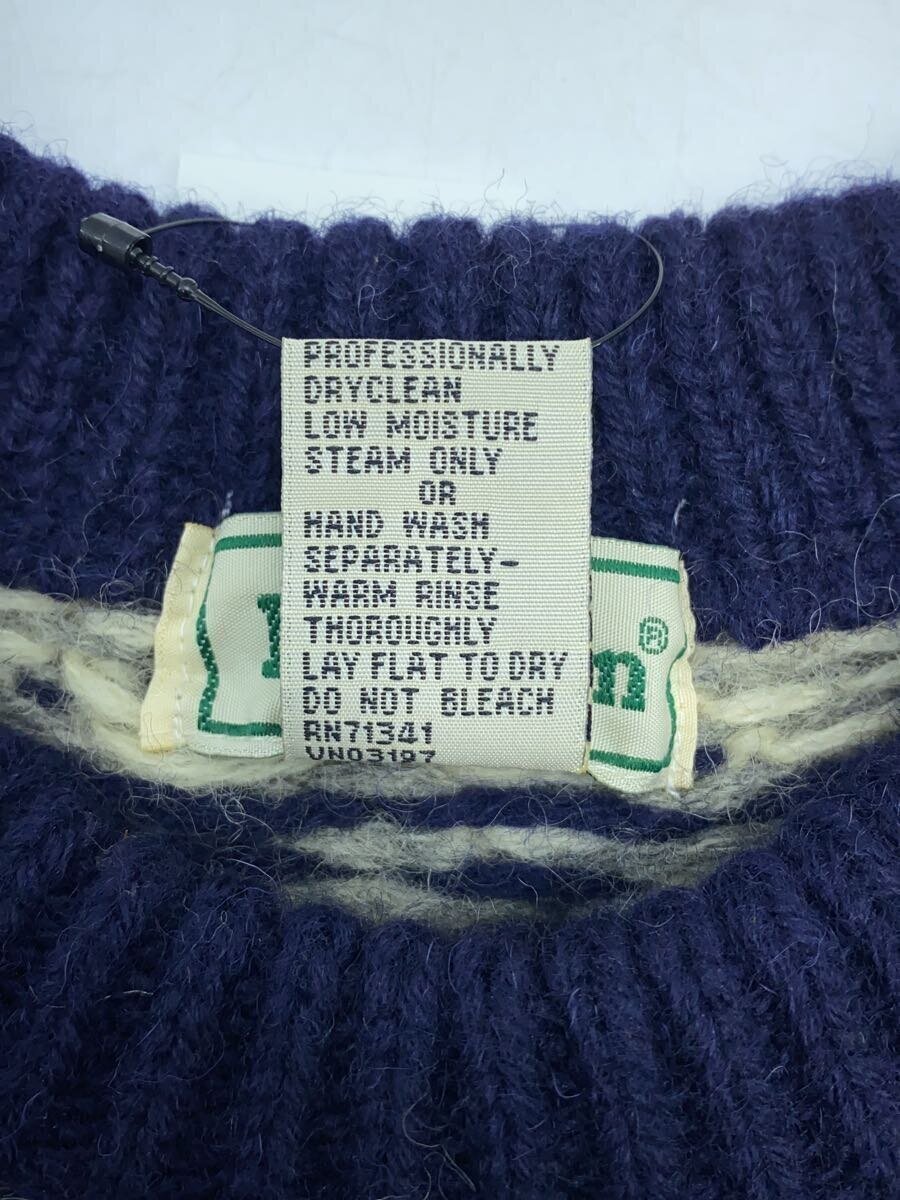 PROFESSIONALLY
DRYCLEAN
LOW MOISTURE
STEAM ONLY
OR
HAND WASH
SEPARATELY-
WARM RINSE
THOROUGHLY
LAY FLAT TO DRY
DO NOT BLEACH
RN71341
VN03187
n®